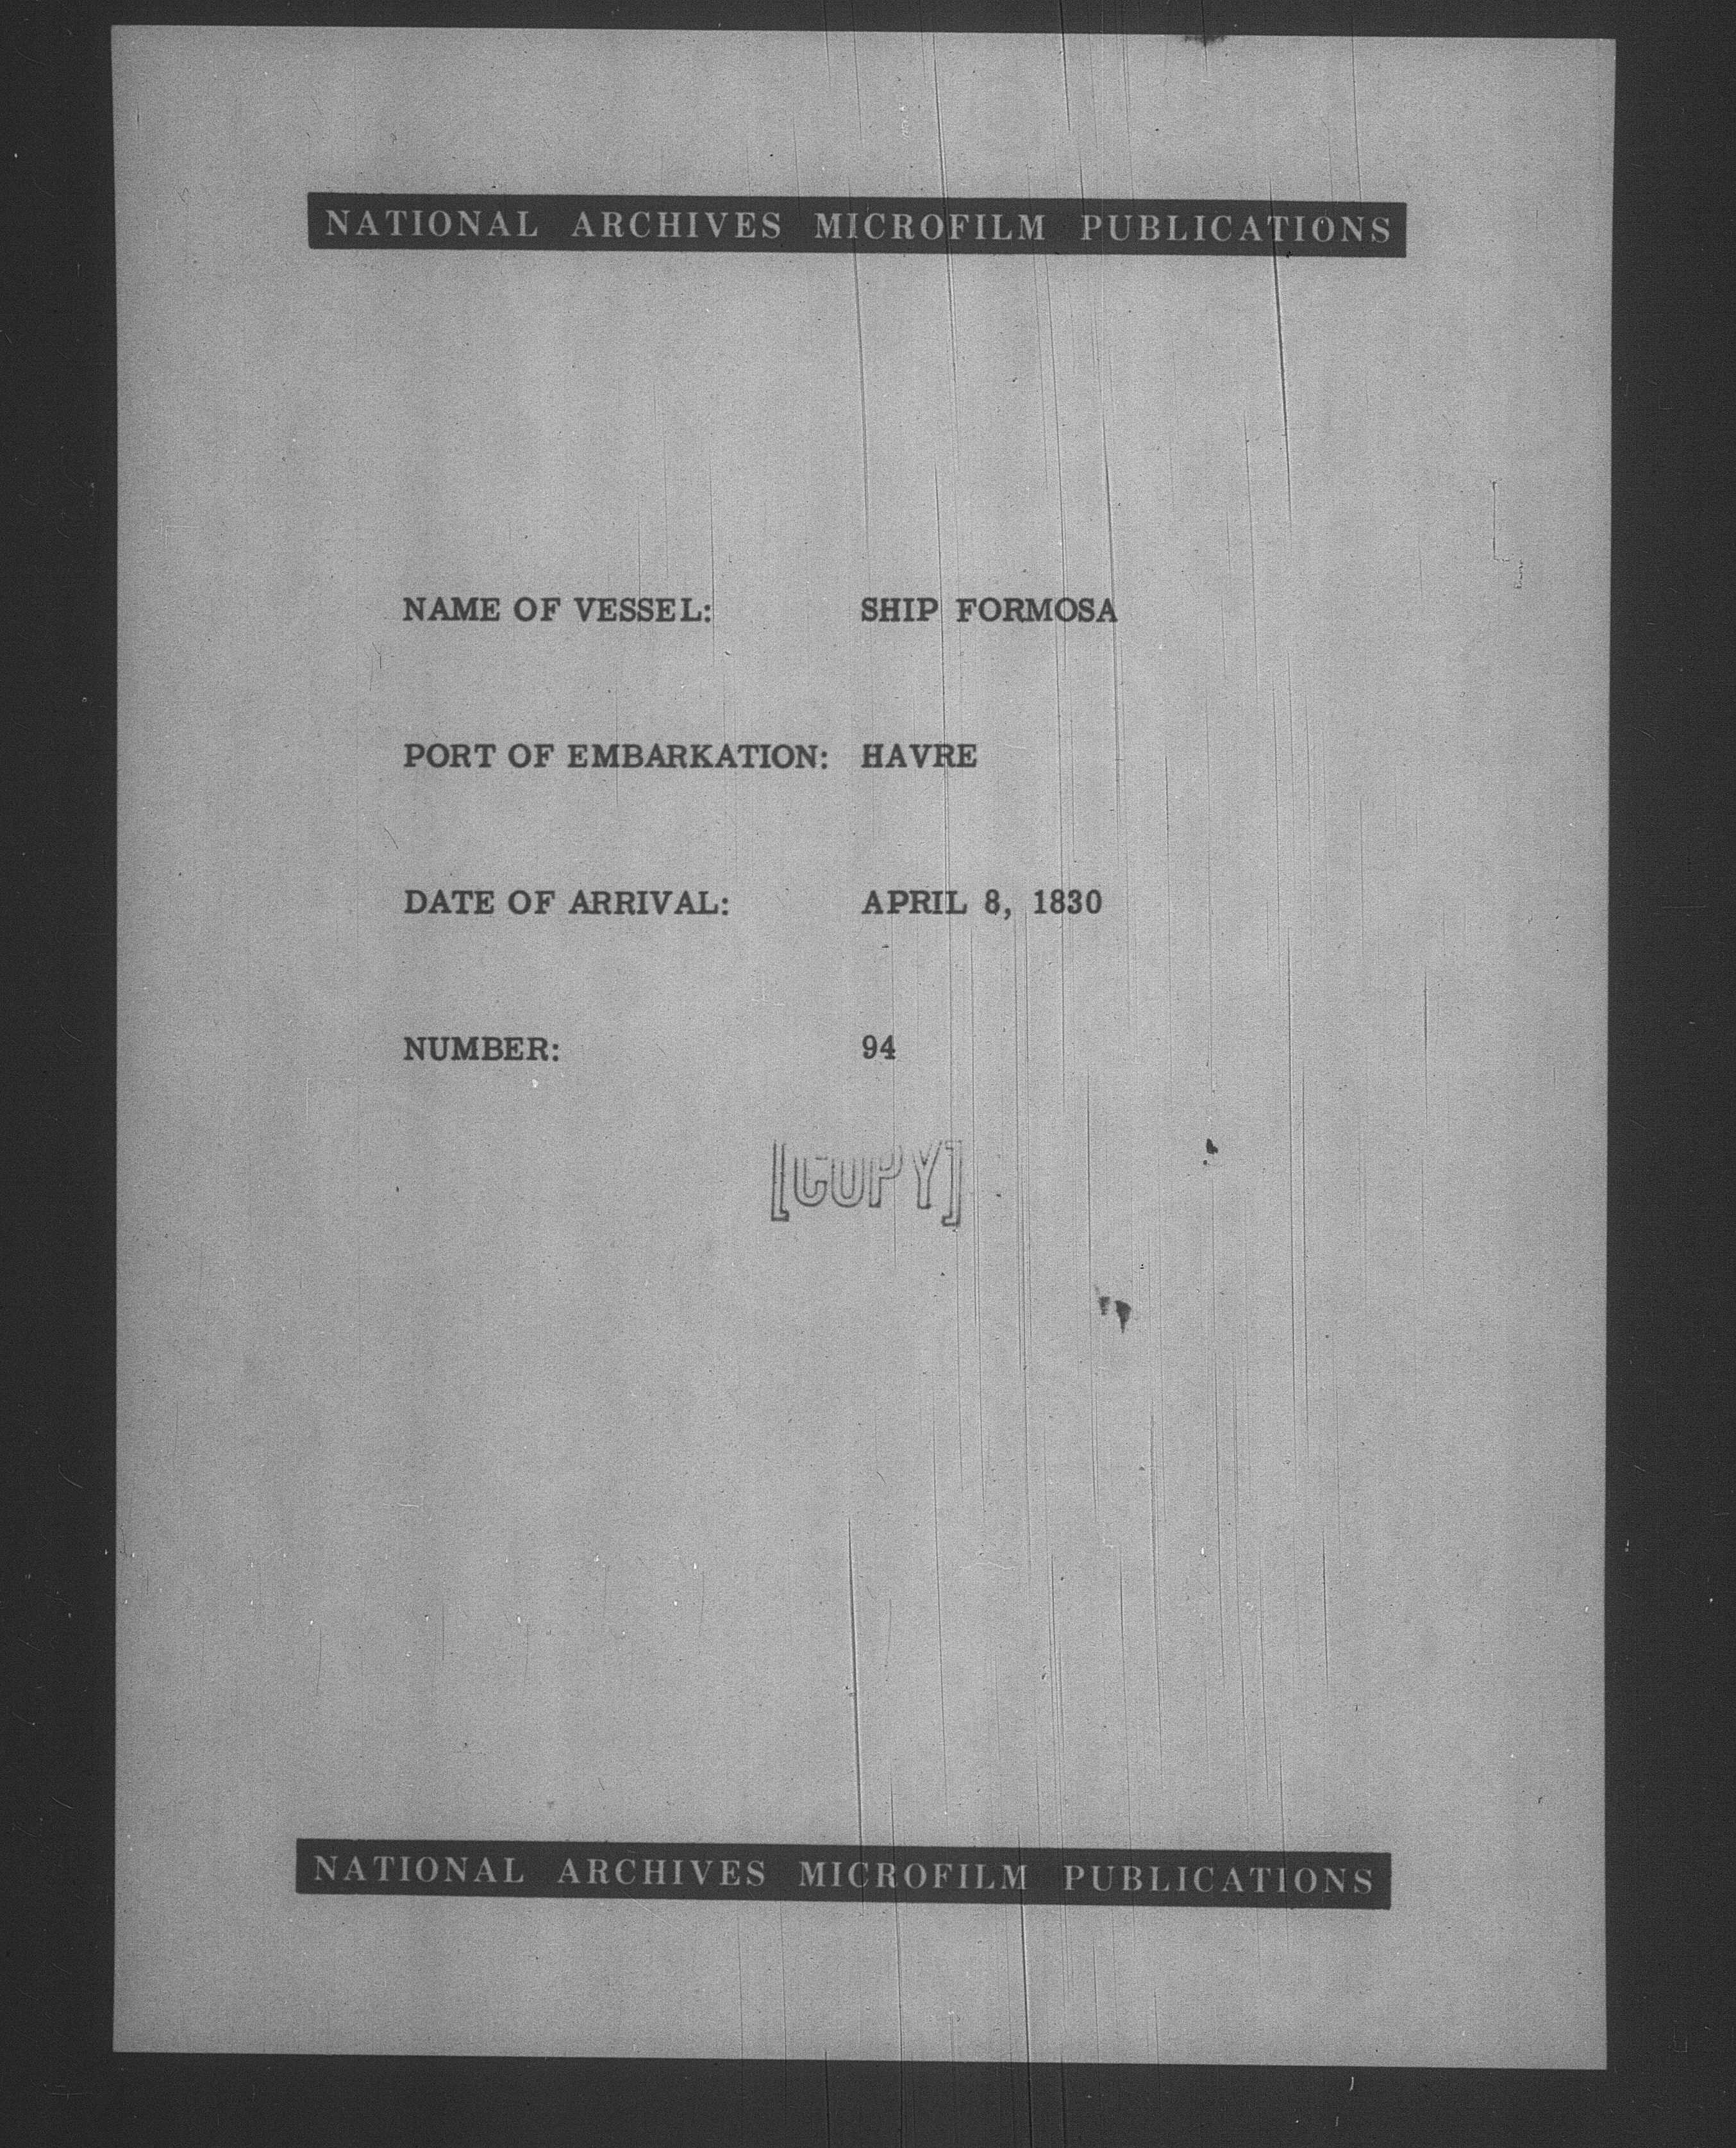 NATIONAL ARCHIVES MICROFILM PUBLICATIONS
NAME OF VESSEL: SHIP FORMOSA
PORT OF EMBARKATION: HAVRE
DATE OF ARRIVAL: APRIL 8, 1830
NUMBER: 94
[COPY]
NATIONAL ARCHIVES MICROFILM PUBLICATIONS